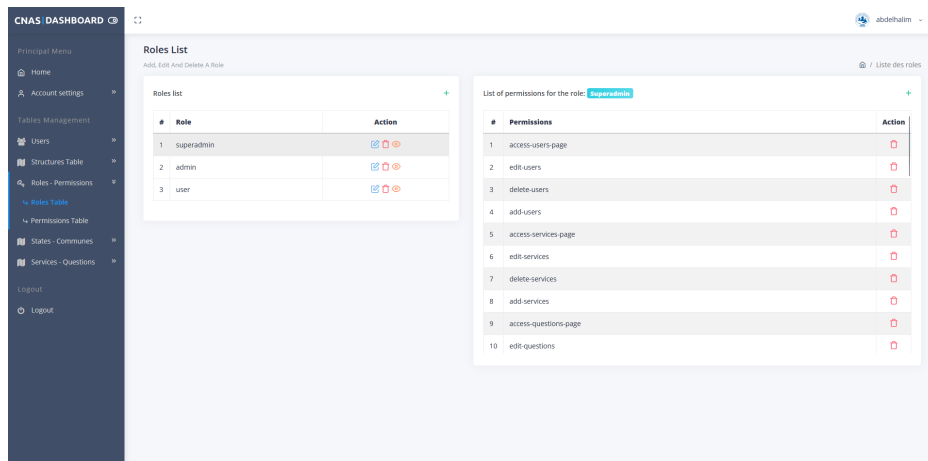 CNAS|DASHBOARD
abdelhalim
Principal Menu
Home
Account settings
Tables Management
Users
Structures Table
Roles - Permissions
Roles Table
Permissions Table
States - Communes
Services - Questions
Logout
Logout
Roles List
Add, Edit And Delete A Role
/ Liste des roles
Roles list +
# Role Action
1 superadmin
2 admin
3 user
List of permissions for the role: Superadmin +
# Permissions Action
1 access-users-page
2 edit-users
3 delete-users
4 add-users
5 access-services-page
6 edit-services
7 delete-services
8 add-services
9 access-questions-page
10 edit-questions